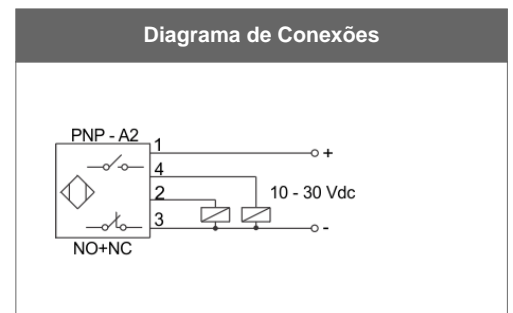 Diagrama de Conexões
PNP - A2
1
+
4
2
10 - 30 Vdc
3
-
NO+NC